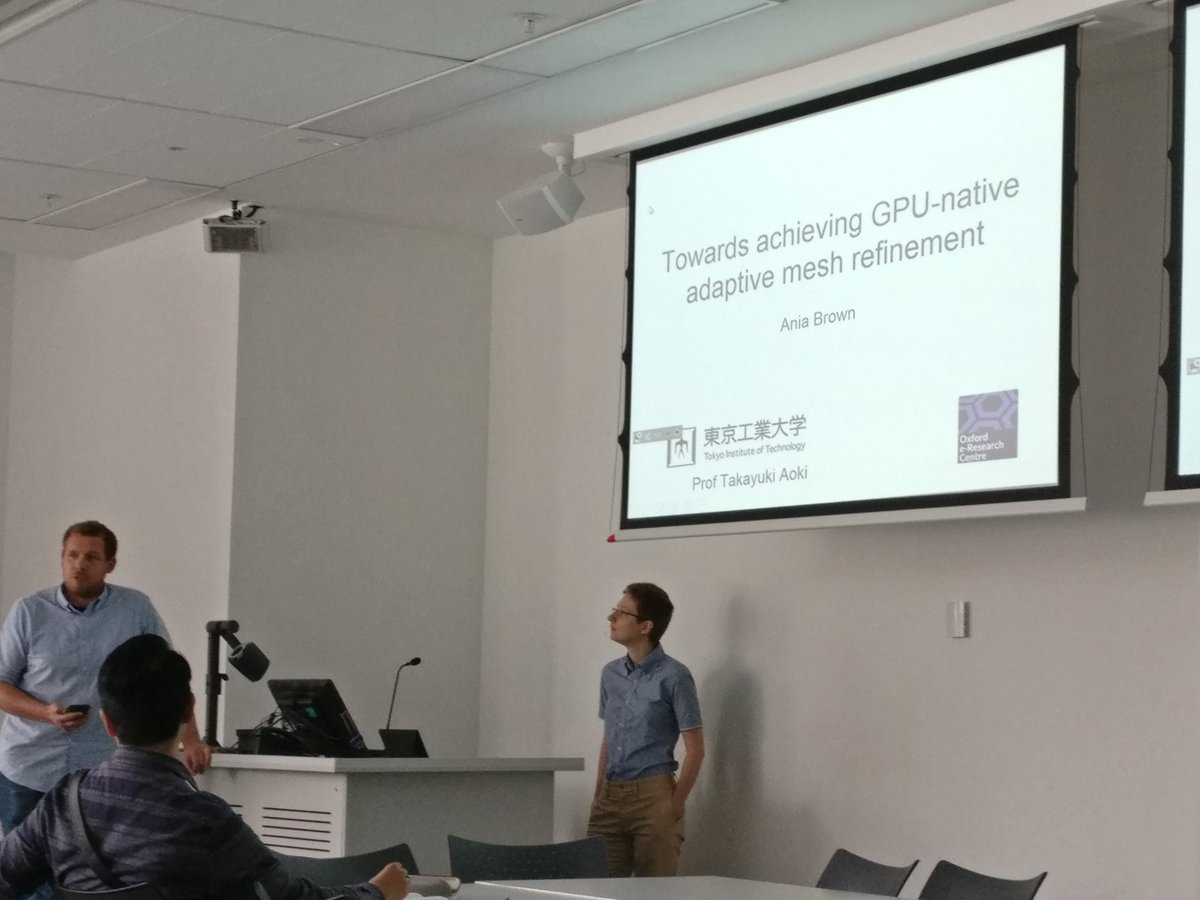 Towards achieving GPU-native
adaptive mesh refinement
Ania Brown
東京工業大学
Tokyo Institute of Technology
Prof Takayuki Aoki
Oxford
e-Research
Centre